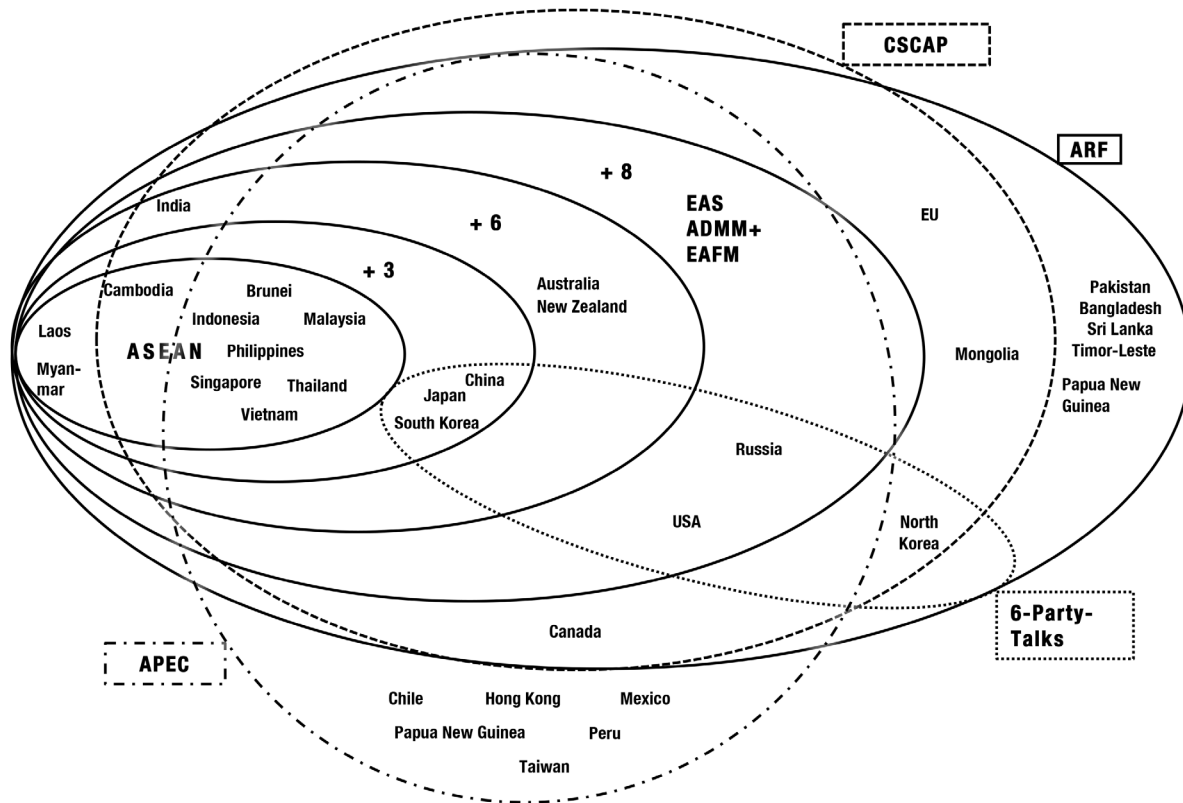 CSCAP
ARF
+ 8
EAS
ADMM+
EAFM
India
EU
+ 6
+ 3
Australia
New Zealand
Pakistan
Bangladesh
Sri Lanka
Timor-Leste
Papua New
Guinea
Cambodia
Brunei
Laos
Indonesia
Malaysia
ASEAN
Philippines
Mongolia
Myan-
mar
Singapore
Thailand
China
Japan
Vietnam
South Korea
Russia
USA
North
Korea
6-Party-
Talks
Canada
APEC
Chile
Hong Kong
Mexico
Papua New Guinea
Peru
Taiwan